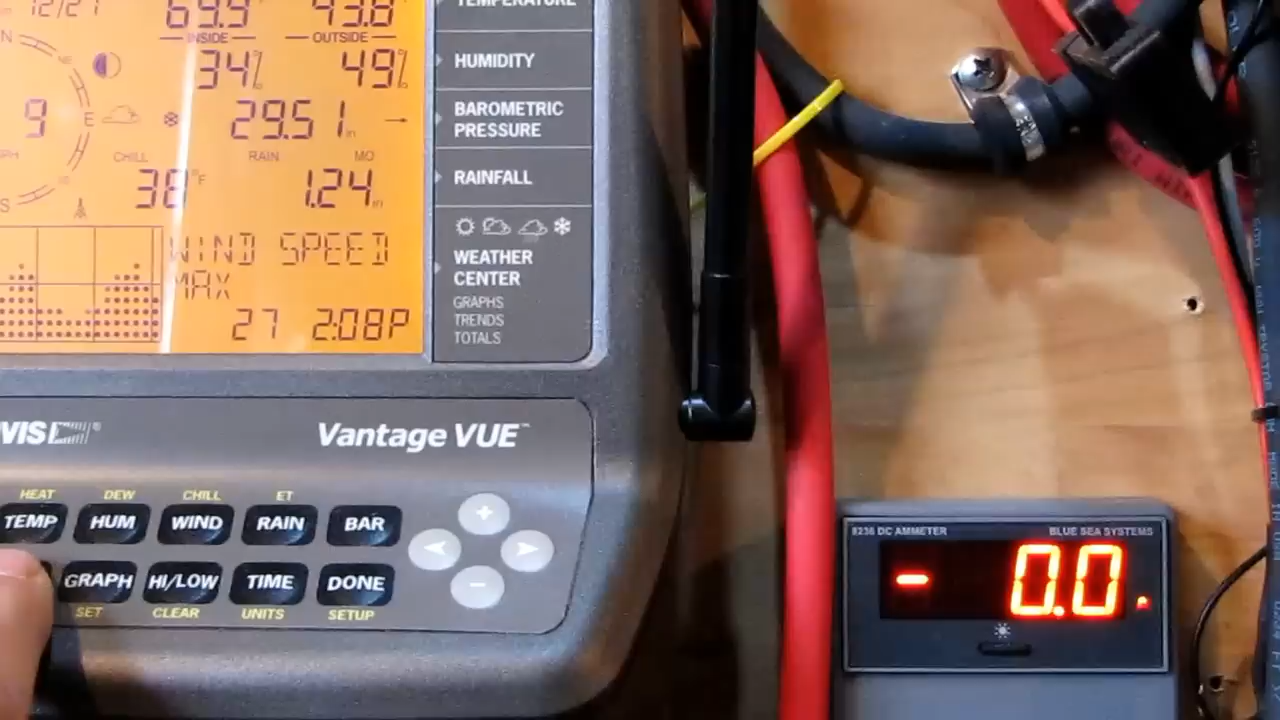 12/21 69.9° 43.8°
INSIDE OUTSIDE
34% 49%
9 E 29.51 in
CHILL RAIN MO
38°F 1.24 in
S
WIND SPEED
MAX
27 2:08P
TEMPERATURE
HUMIDITY
BAROMETRIC
PRESSURE
RAINFALL
WEATHER
CENTER
GRAPHS
TRENDS
TOTALS
Vantage VUE™
HEAT DEW CHILL ET
TEMP HUM WIND RAIN BAR
GRAPH HI/LOW TIME DONE
SET CLEAR UNITS SETUP
+
-
8236 DC AMMETER BLUE SEA SYSTEMS
- 0.0.